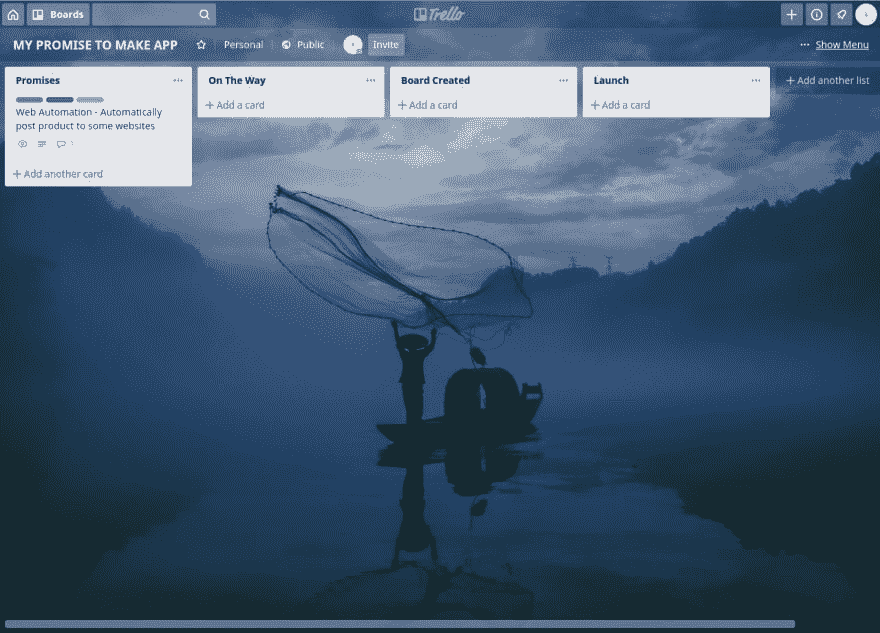 Boards
Trello
MY PROMISE TO MAKE APP
Personal
Public
Invite
Show Menu
Promises
Web Automation - Automatically
post product to some websites
+ Add another card
On The Way
+ Add a card
Board Created
+ Add a card
Launch
+ Add a card
+ Add another list